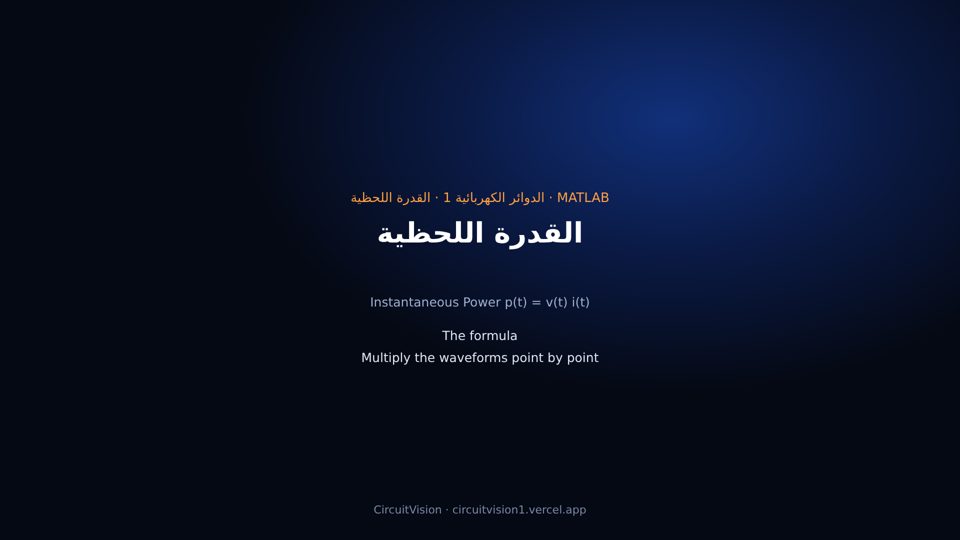 MATLAB · الدوائر الكهربائية 1 · القدرة اللحظية
القدرة اللحظية
Instantaneous Power p(t) = v(t) i(t)
The formula
Multiply the waveforms point by point
CircuitVision · circuitvision1.vercel.app